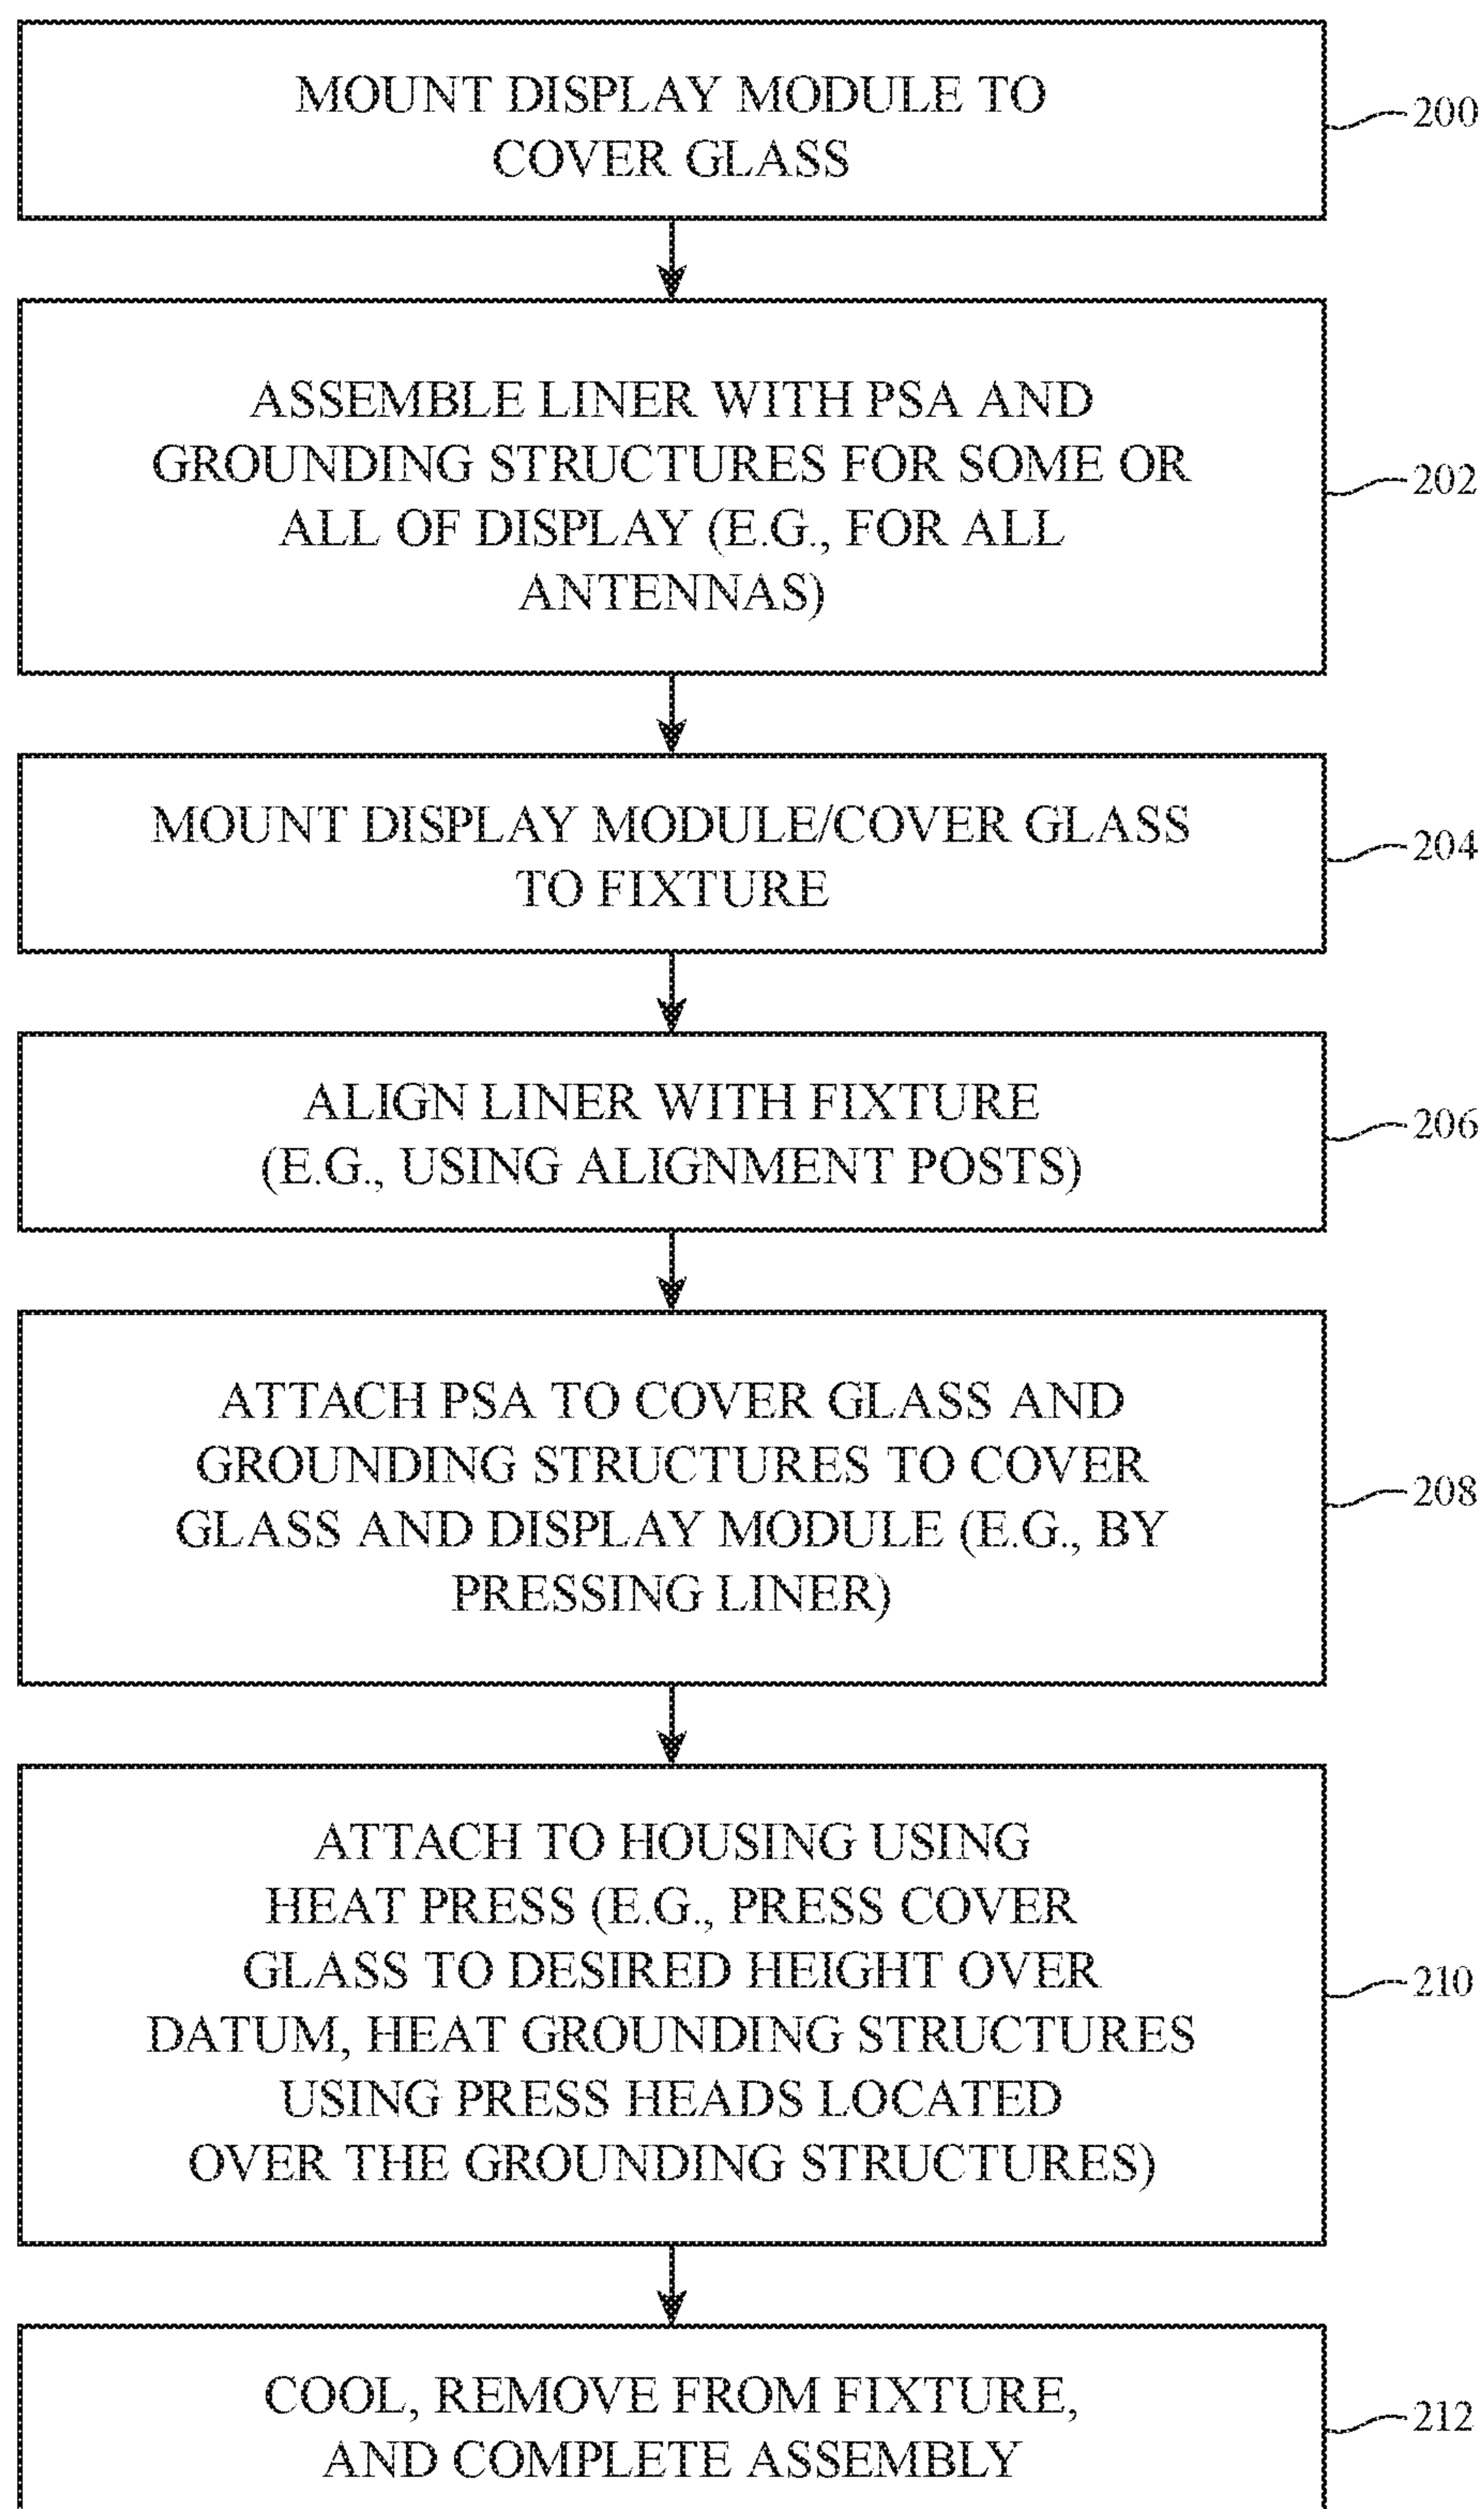 MOUNT DISPLAY MODULE TO
COVER GLASS
200
ASSEMBLE LINER WITH PSA AND
GROUNDING STRUCTURES FOR SOME OR
ALL OF DISPLAY (E.G., FOR ALL
ANTENNAS)
202
MOUNT DISPLAY MODULE/COVER GLASS
TO FIXTURE
204
ALIGN LINER WITH FIXTURE
(E.G., USING ALIGNMENT POSTS)
206
ATTACH PSA TO COVER GLASS AND
GROUNDING STRUCTURES TO COVER
GLASS AND DISPLAY MODULE (E.G., BY
PRESSING LINER)
208
ATTACH TO HOUSING USING
HEAT PRESS (E.G., PRESS COVER
GLASS TO DESIRED HEIGHT OVER
DATUM, HEAT GROUNDING STRUCTURES
USING PRESS HEADS LOCATED
OVER THE GROUNDING STRUCTURES)
210
COOL, REMOVE FROM FIXTURE,
AND COMPLETE ASSEMBLY
212